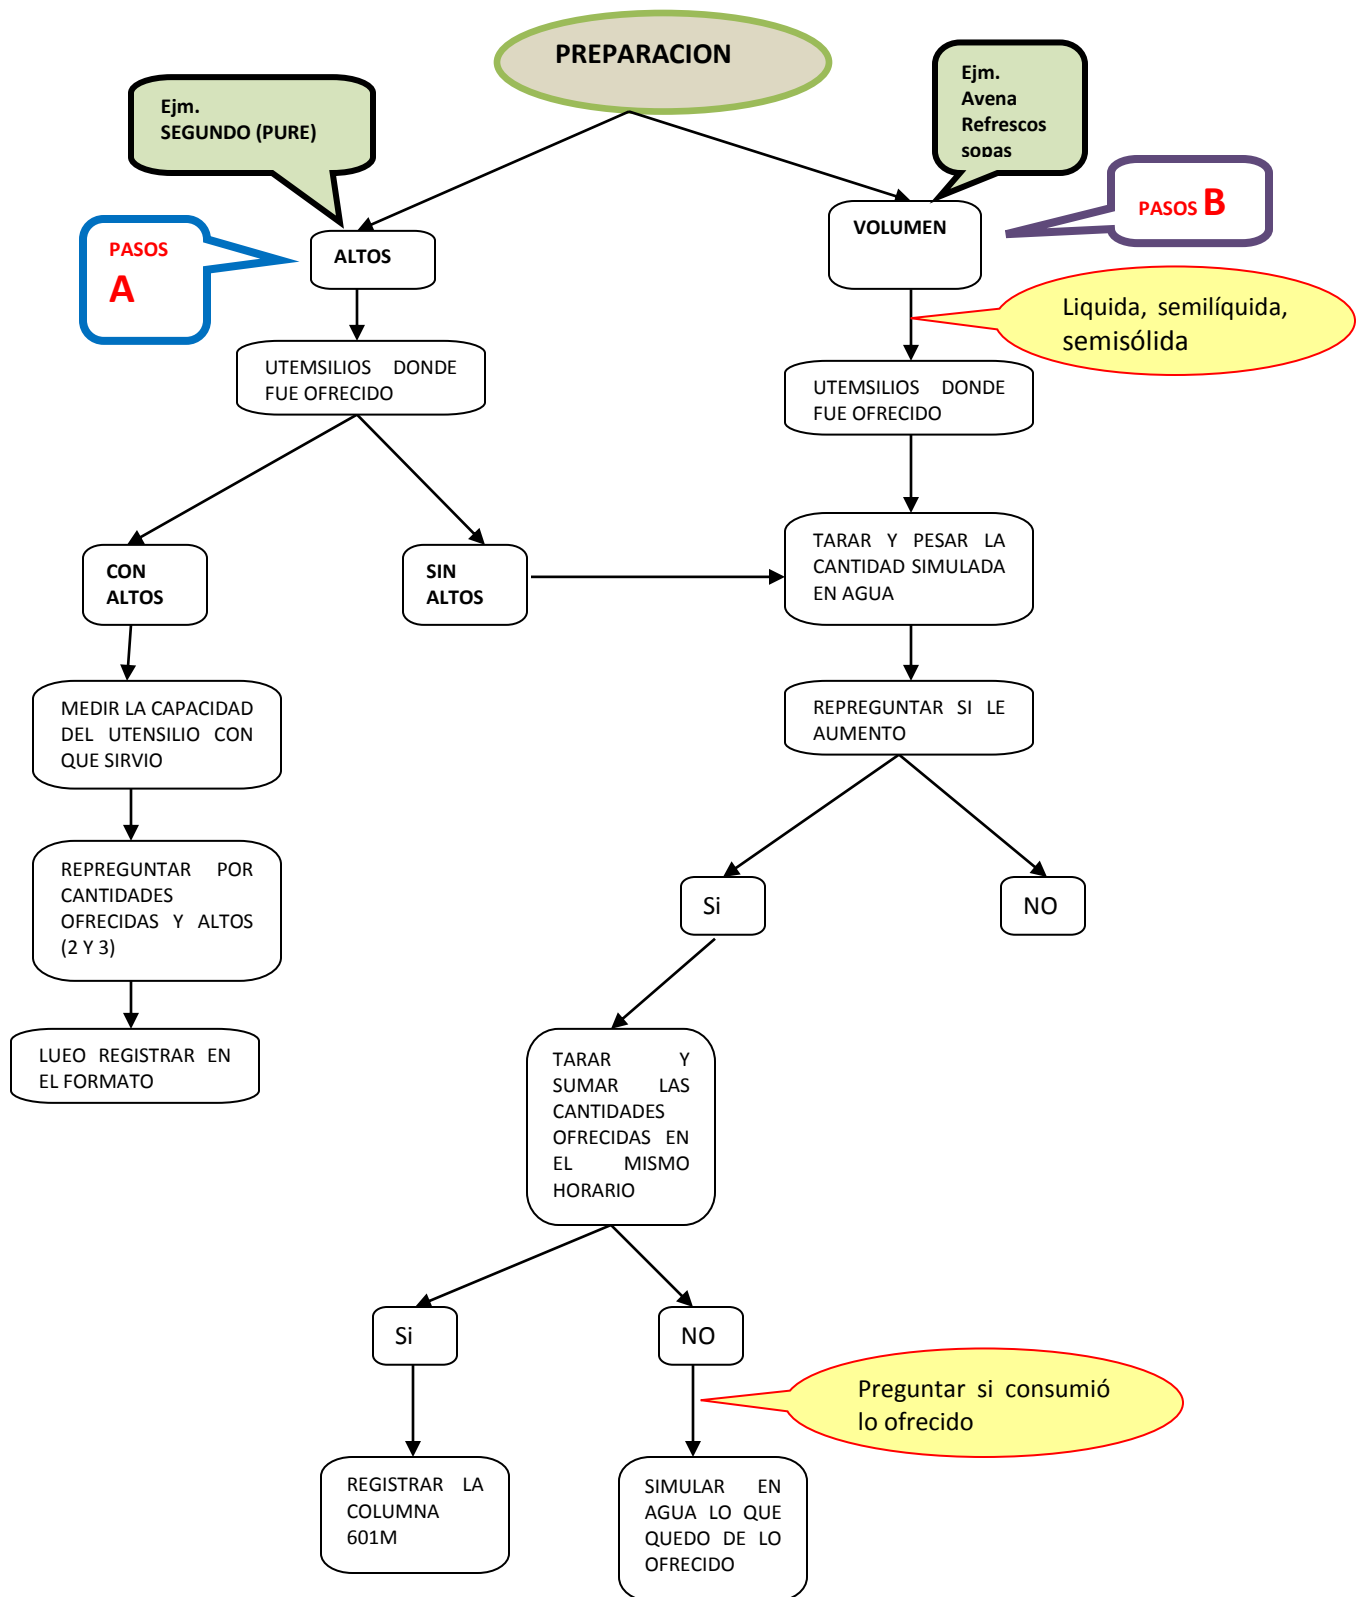 PREPARACION
Ejm.
SEGUNDO (PURE)
Ejm.
Avena
Refrescos
sopas
PASOS
A
ALTOS
VOLUMEN
PASOS B
Liquida, semilíquida,
semisólida
UTEMSILIOS DONDE
FUE OFRECIDO
UTEMSILIOS DONDE
FUE OFRECIDO
CON
ALTOS
SIN
ALTOS
TARAR Y PESAR LA
CANTIDAD SIMULADA
EN AGUA
MEDIR LA CAPACIDAD
DEL UTENSILIO CON
QUE SIRVIO
REPREGUNTAR SI LE
AUMENTO
REPREGUNTAR POR
CANTIDADES
OFRECIDAS Y ALTOS
(2 Y 3)
Si
NO
LUEO REGISTRAR EN
EL FORMATO
TARAR Y
SUMAR LAS
CANTIDADES
OFRECIDAS EN
EL MISMO
HORARIO
Si
NO
Preguntar si consumió
lo ofrecido
REGISTRAR LA
COLUMNA
601M
SIMULAR EN
AGUA LO QUE
QUEDO DE LO
OFRECIDO